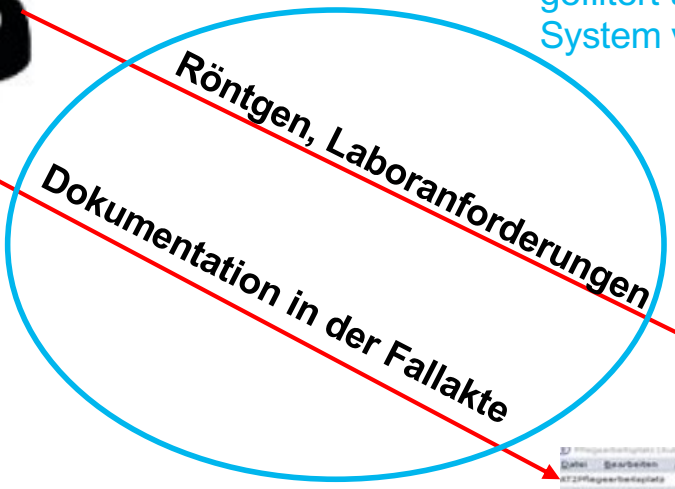 System
Röntgen, Laboranforderungen
Dokumentation in der Fallakte
Datei Bearbeiten